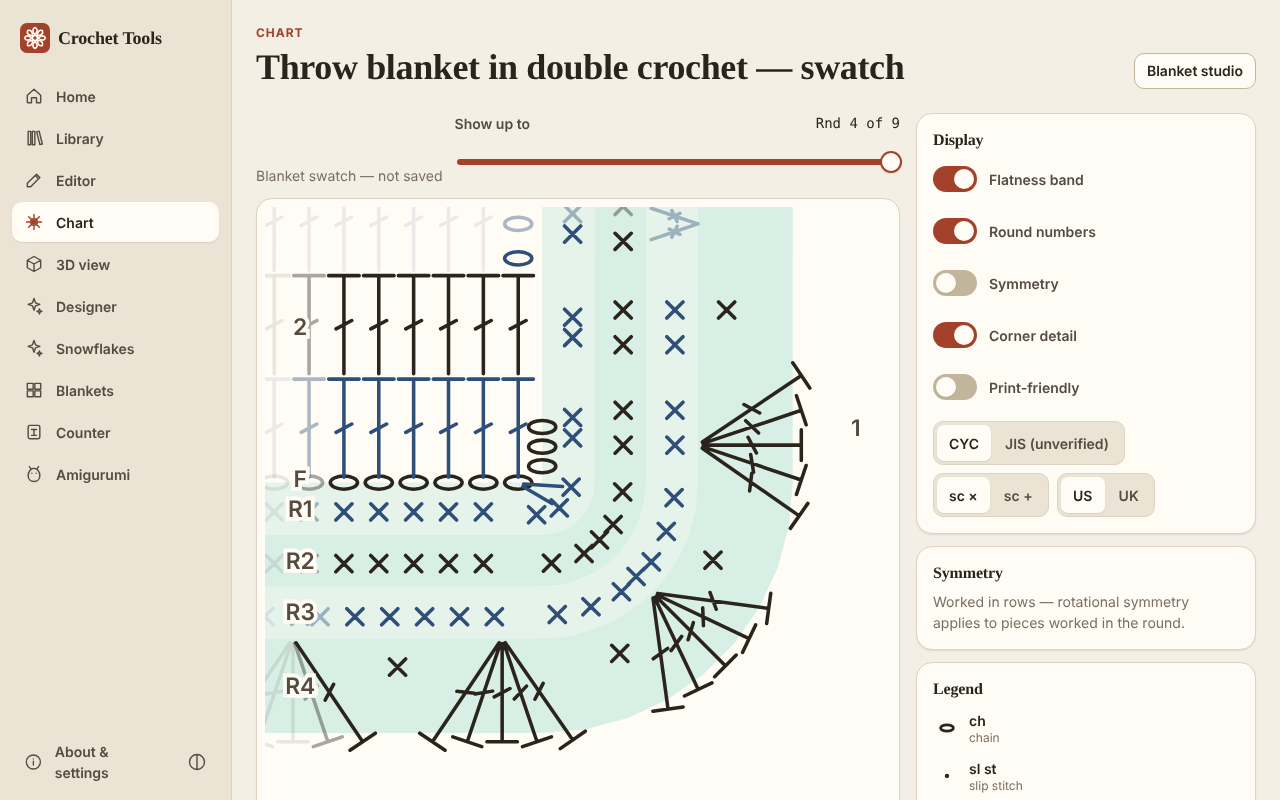 Crochet Tools
Home
Library
Editor
Chart
3D view
Designer
Snowflakes
Blankets
Counter
Amigurumi
About &
settings
CHART
Throw blanket in double crochet — swatch
Blanket studio
Show up to
Rnd 4 of 9
Blanket swatch — not saved
2
1
F
R1
R2
R3
R4
Display
Flatness band
Round numbers
Symmetry
Corner detail
Print-friendly
CYC JIS (unverified)
sc × sc + US UK
Symmetry
Worked in rows — rotational symmetry
applies to pieces worked in the round.
Legend
ch
chain
sl st
slip stitch